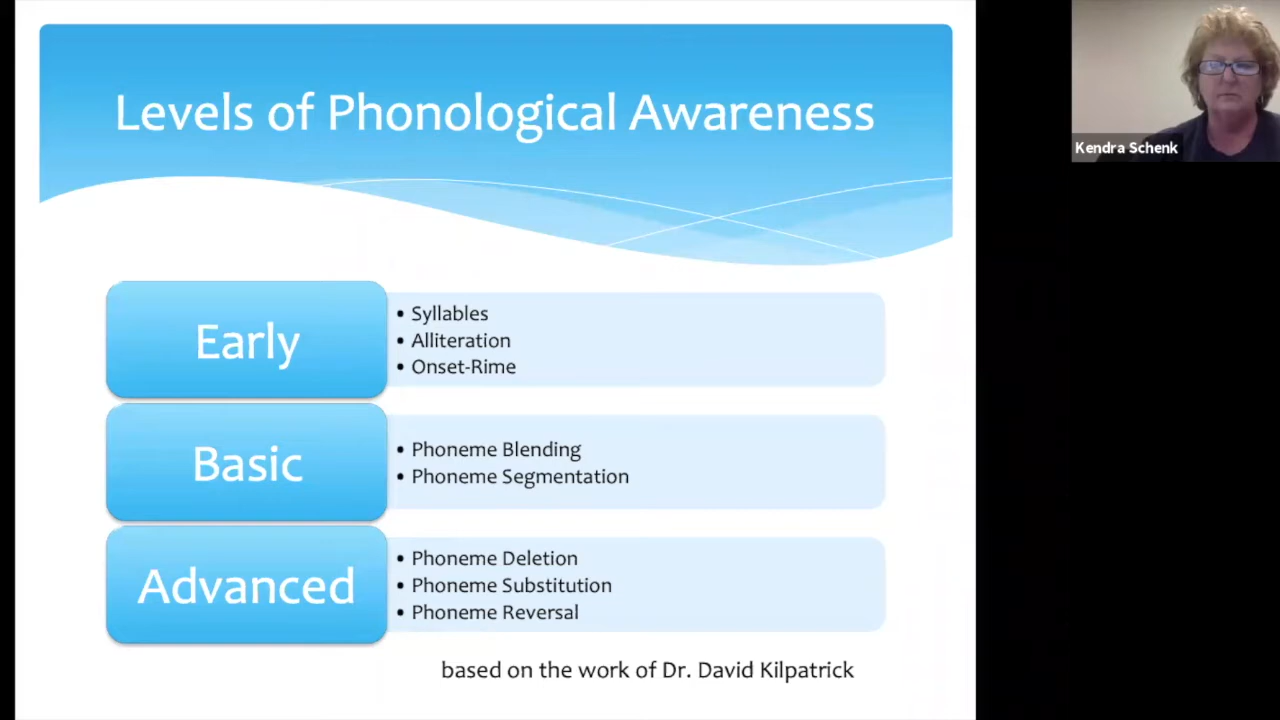 Levels of Phonological Awareness
Kendra Schenk
Early
• Syllables
• Alliteration
• Onset-Rime
Basic
• Phoneme Blending
• Phoneme Segmentation
Advanced
• Phoneme Deletion
• Phoneme Substitution
• Phoneme Reversal
based on the work of Dr. David Kilpatrick